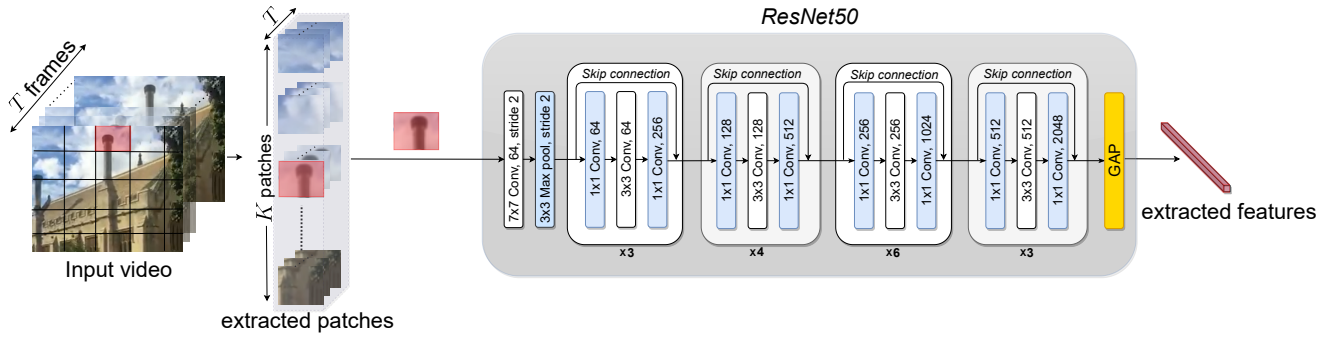 T frames
Input video
T
K patches
extracted patches
ResNet50
7x7 Conv, 64, stride 2
3x3 Max pool, stride 2
Skip connection
1x1 Conv, 64
3x3 Conv, 64
1x1 Conv, 256
x3
Skip connection
1x1 Conv, 128
3x3 Conv, 128
1x1 Conv, 512
x4
Skip connection
1x1 Conv, 256
3x3 Conv, 256
1x1 Conv, 1024
x6
Skip connection
1x1 Conv, 512
3x3 Conv, 512
1x1 Conv, 2048
x3
GAP
extracted features